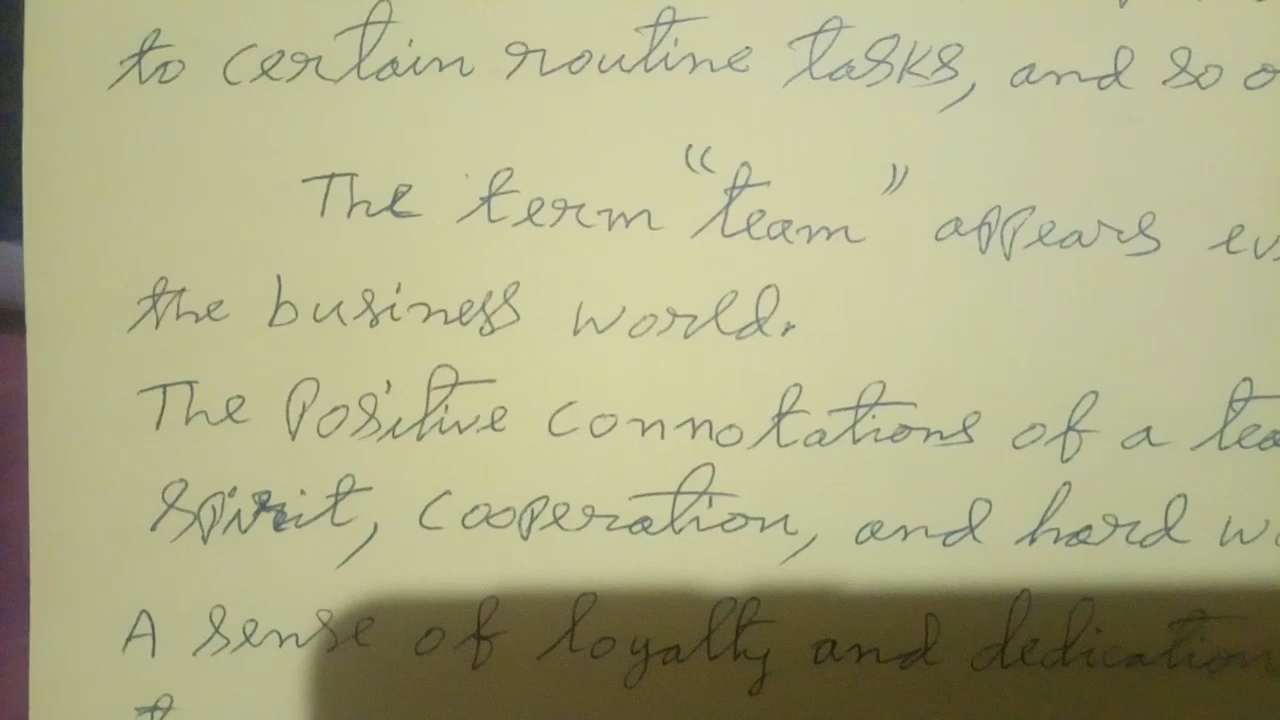 to certain routine tasks, and so
The term "team" appears
the business world.
The Positive connotations of a
spirit, cooperation, and hard
A sense of loyalty and dedication